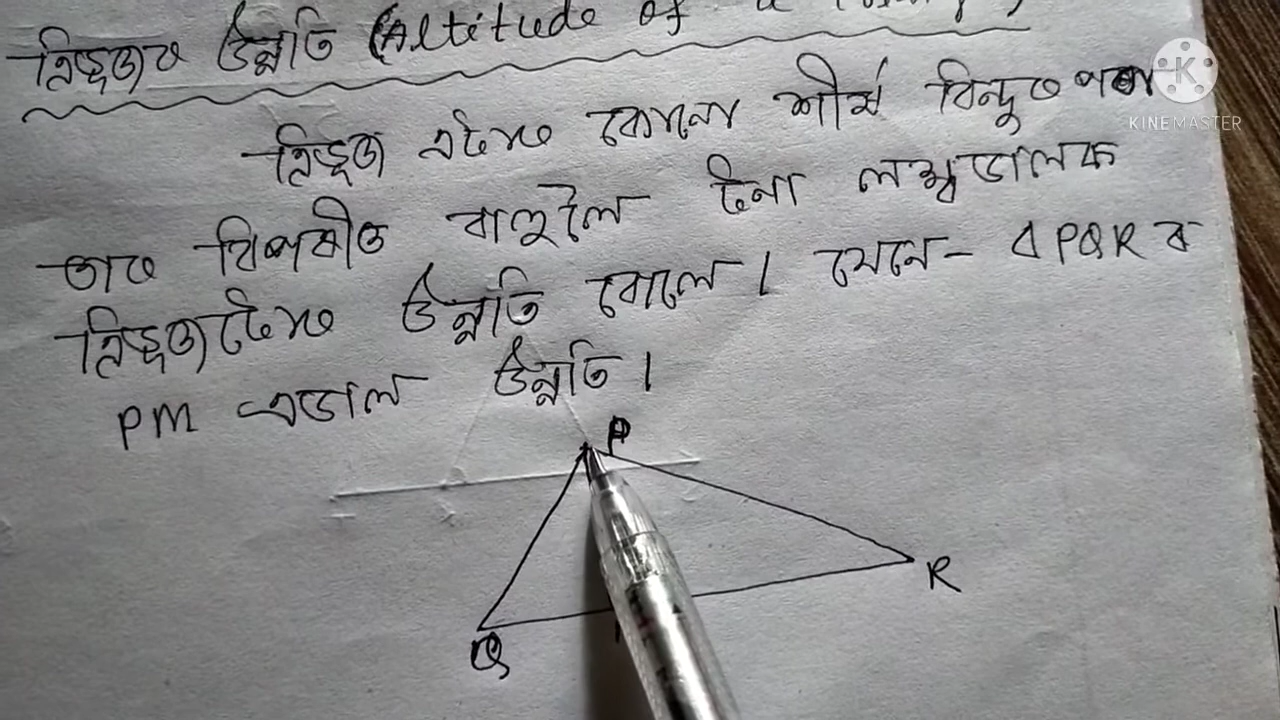 ত্ৰিভুজৰ উন্নতি (Altitude of a
KINEMASTER
ত্ৰিভুজ এটাৰ কোনো শীৰ্ষ বিন্দুৰ পৰা
তাৰ বিপৰীত বাহুলৈ টনা লম্বডালক
ত্ৰিভুজটোৰ উন্নতি বোলে। যেনে- ΔPQR ৰ
PM এডাল উন্নতি।
P
R
Q